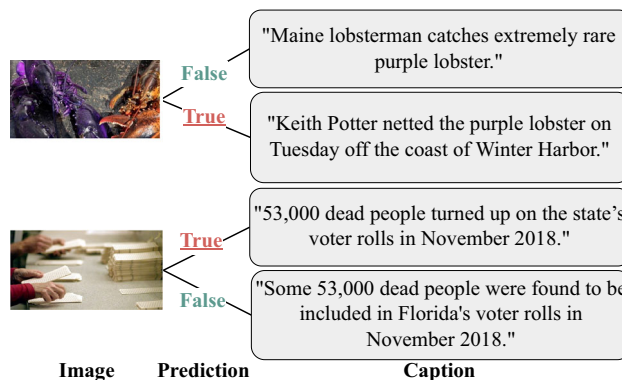 "Maine lobsterman catches extremely rare
purple lobster."
False
True
"Keith Potter netted the purple lobster on
Tuesday off the coast of Winter Harbor."
"53,000 dead people turned up on the state's
voter rolls in November 2018."
True
False
"Some 53,000 dead people were found to be
included in Florida's voter rolls in
November 2018."
Image Prediction Caption